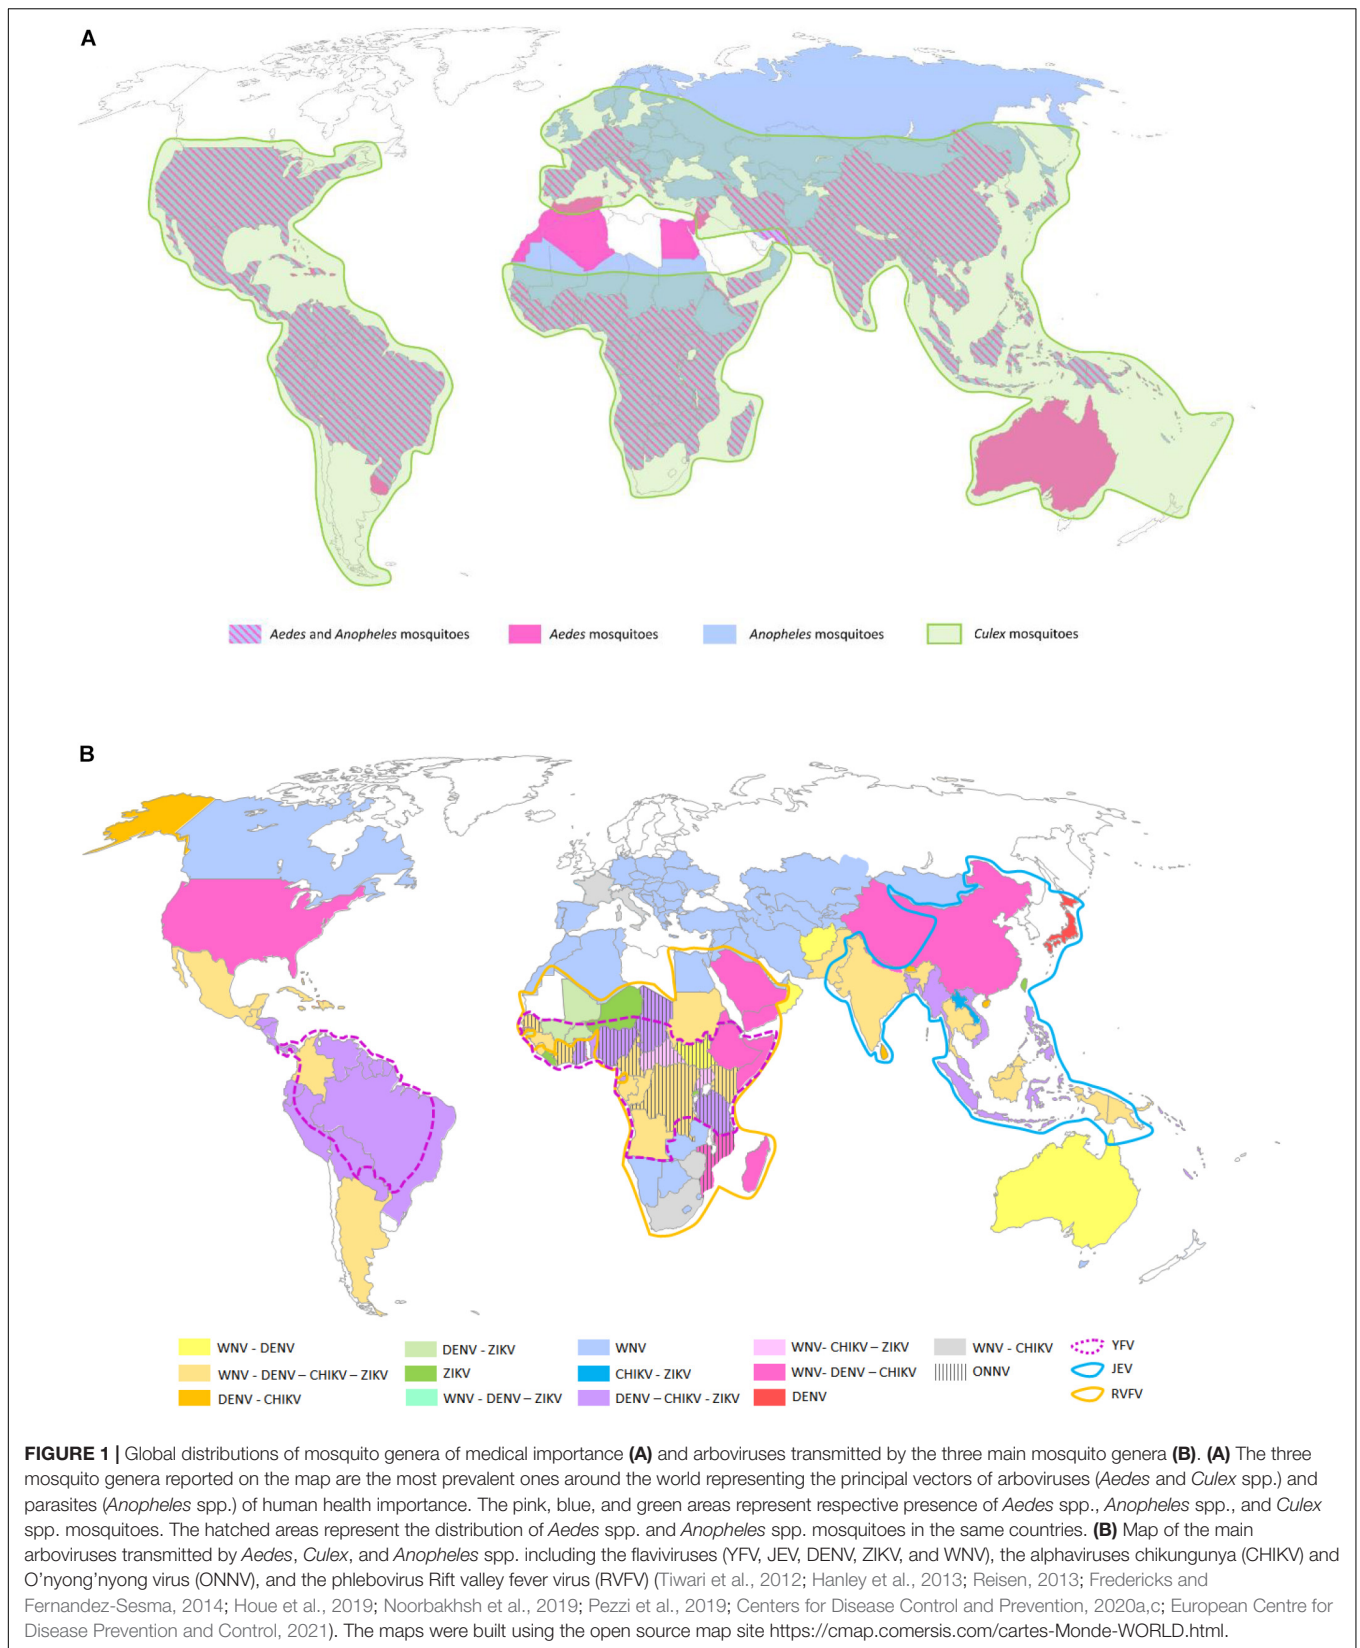 A
Aedes and Anopheles mosquitoes
Aedes mosquitoes
Anopheles mosquitoes
Culex mosquitoes
B
WNV - DENV
WNV - DENV – CHIKV – ZIKV
DENV - CHIKV
DENV - ZIKV
ZIKV
WNV - DENV – ZIKV
WNV
CHIKV - ZIKV
DENV – CHIKV - ZIKV
WNV- CHIKV – ZIKV
WNV- DENV – CHIKV
DENV
WNV - CHIKV
ONNV
YFV
JEV
RVFV
FIGURE 1 | Global distributions of mosquito genera of medical importance (A) and arboviruses transmitted by the three main mosquito genera (B). (A) The three
mosquito genera reported on the map are the most prevalent ones around the world representing the principal vectors of arboviruses (Aedes and Culex spp.) and
parasites (Anopheles spp.) of human health importance. The pink, blue, and green areas represent respective presence of Aedes spp., Anopheles spp., and Culex
spp. mosquitoes. The hatched areas represent the distribution of Aedes spp. and Anopheles spp. mosquitoes in the same countries. (B) Map of the main
arboviruses transmitted by Aedes, Culex, and Anopheles spp. including the flaviviruses (YFV, JEV, DENV, ZIKV, and WNV), the alphaviruses chikungunya (CHIKV) and
O'nyong'nyong virus (ONNV), and the phlebovirus Rift valley fever virus (RVFV) (Tiwari et al., 2012; Hanley et al., 2013; Reisen, 2013; Fredericks and
Fernandez-Sesma, 2014; Houe et al., 2019; Noorbakhsh et al., 2019; Pezzi et al., 2019; Centers for Disease Control and Prevention, 2020a,c; European Centre for
Disease Prevention and Control, 2021). The maps were built using the open source map site https://cmap.comersis.com/cartes-Monde-WORLD.html.